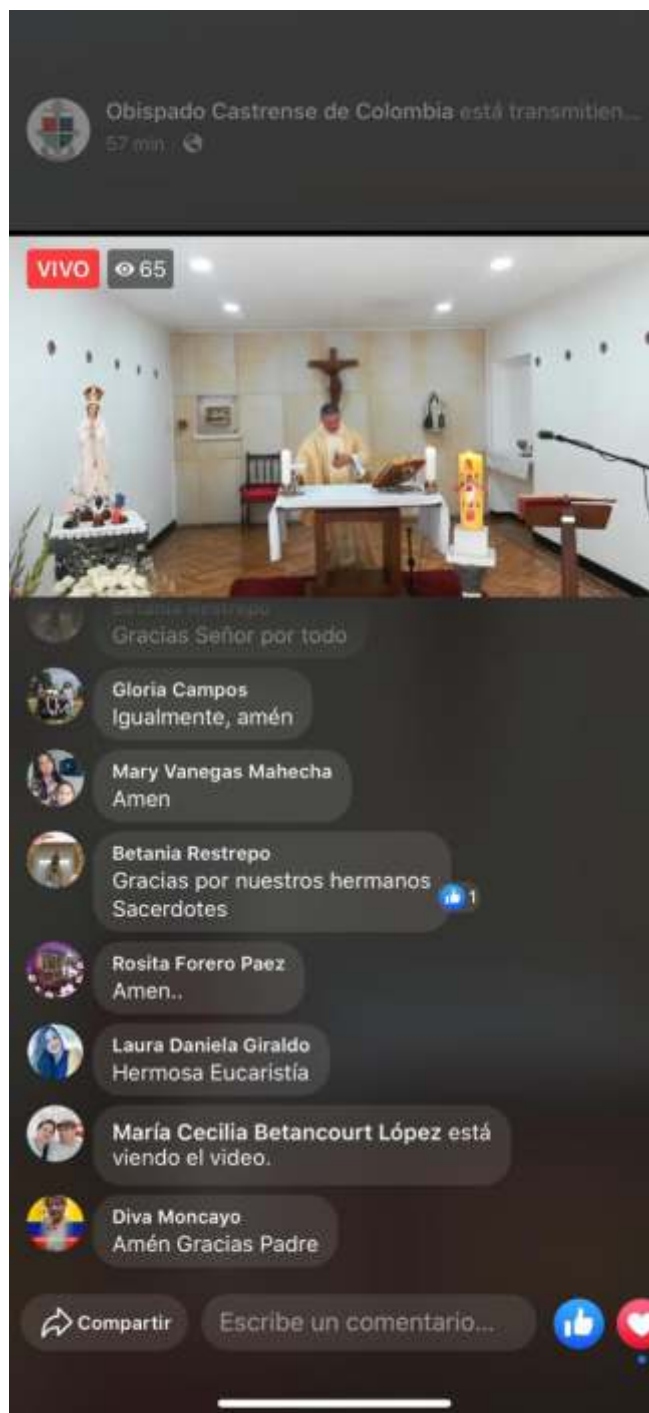 Obispado Castrense de Colombia está transmitien...
57 min
VIVO
65
Betania Restrepo
Gracias Señor por todo
Gloria Campos
Igualmente, amén
Mary Vanegas Mahecha
Amen
Betania Restrepo
Gracias por nuestros hermanos
Sacerdotes
1
Rosita Forero Paez
Amen..
Laura Daniela Giraldo
Hermosa Eucaristía
María Cecilia Betancourt López está
viendo el video.
Diva Moncayo
Amén Gracias Padre
Compartir
Escribe un comentario...